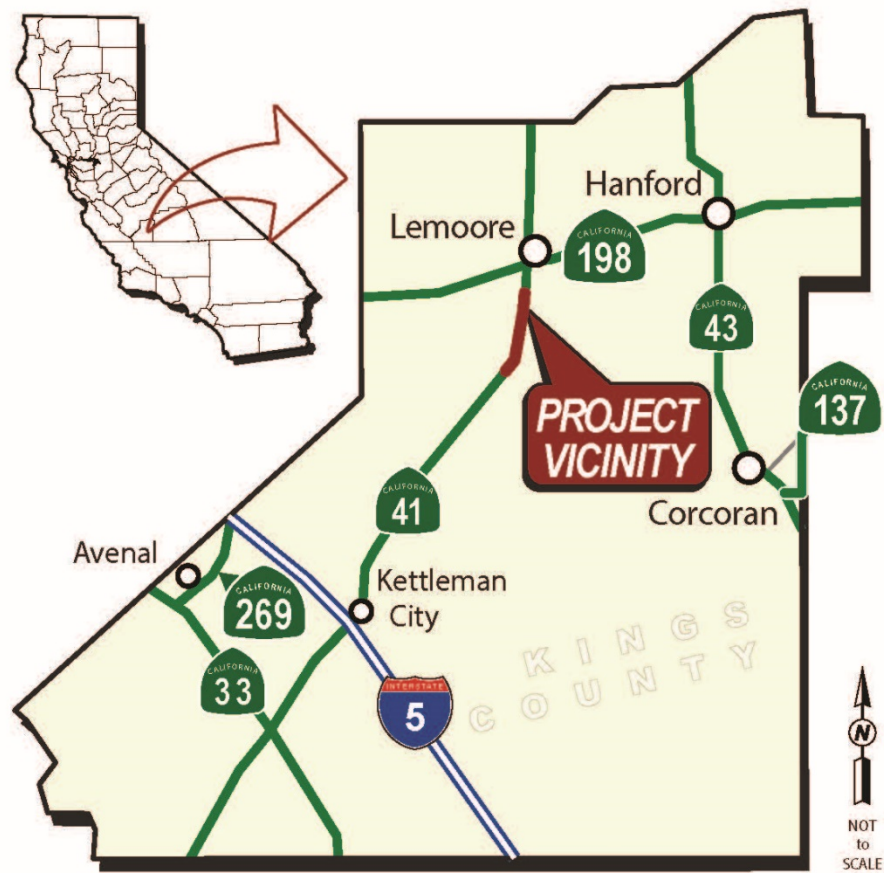 Hanford
Lemoore
CALIFORNIA
198
CALIFORNIA
43
CALIFORNIA
137
PROJECT
VICINITY
CALIFORNIA
41
Corcoran
Avenal
CALIFORNIA
269
Kettleman
City
KINGS
COUNTY
CALIFORNIA
33
INTERSTATE
5
N
NOT
to
SCALE